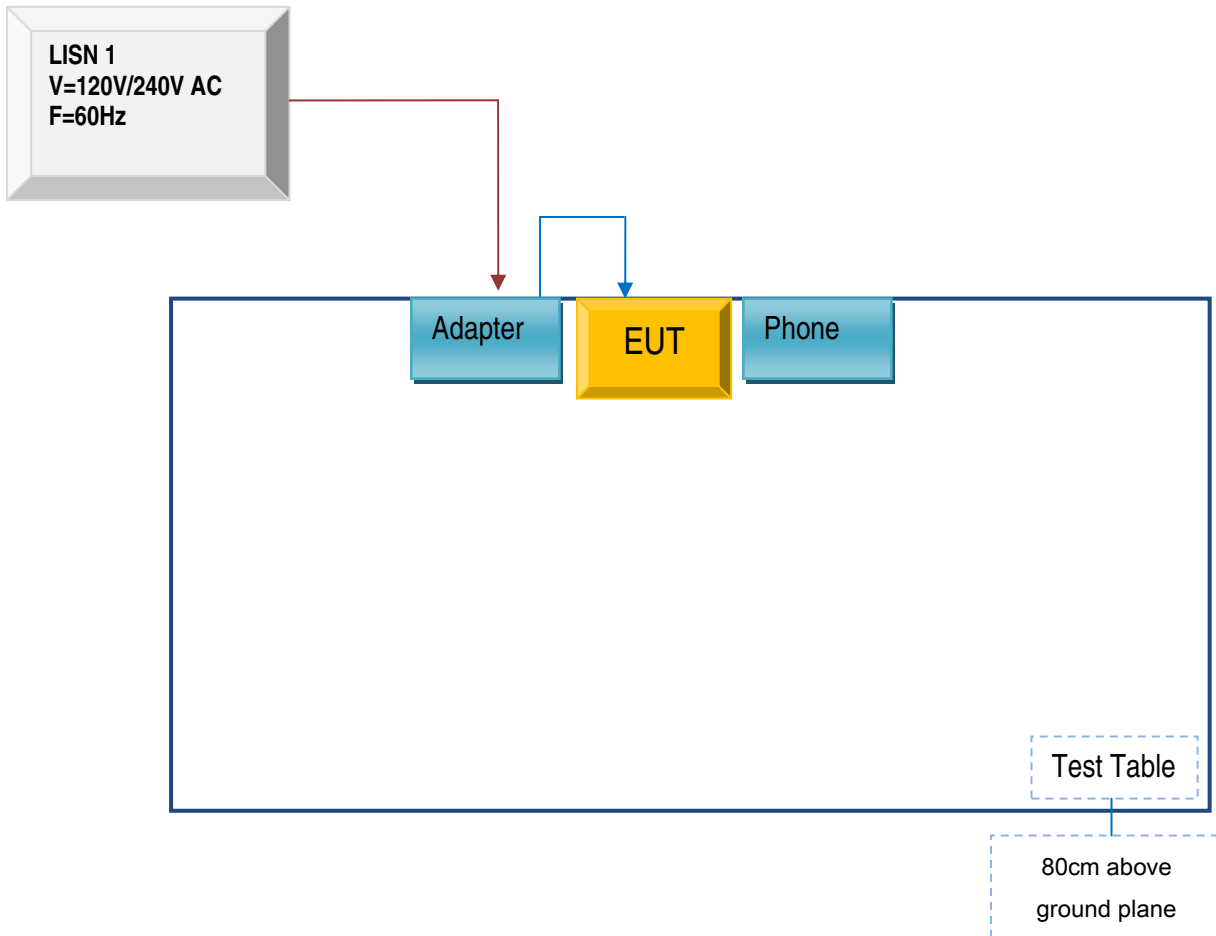 LISN 1
V=120V/240V AC
F=60Hz
Adapter
EUT
Phone
Test Table
80cm above
ground plane